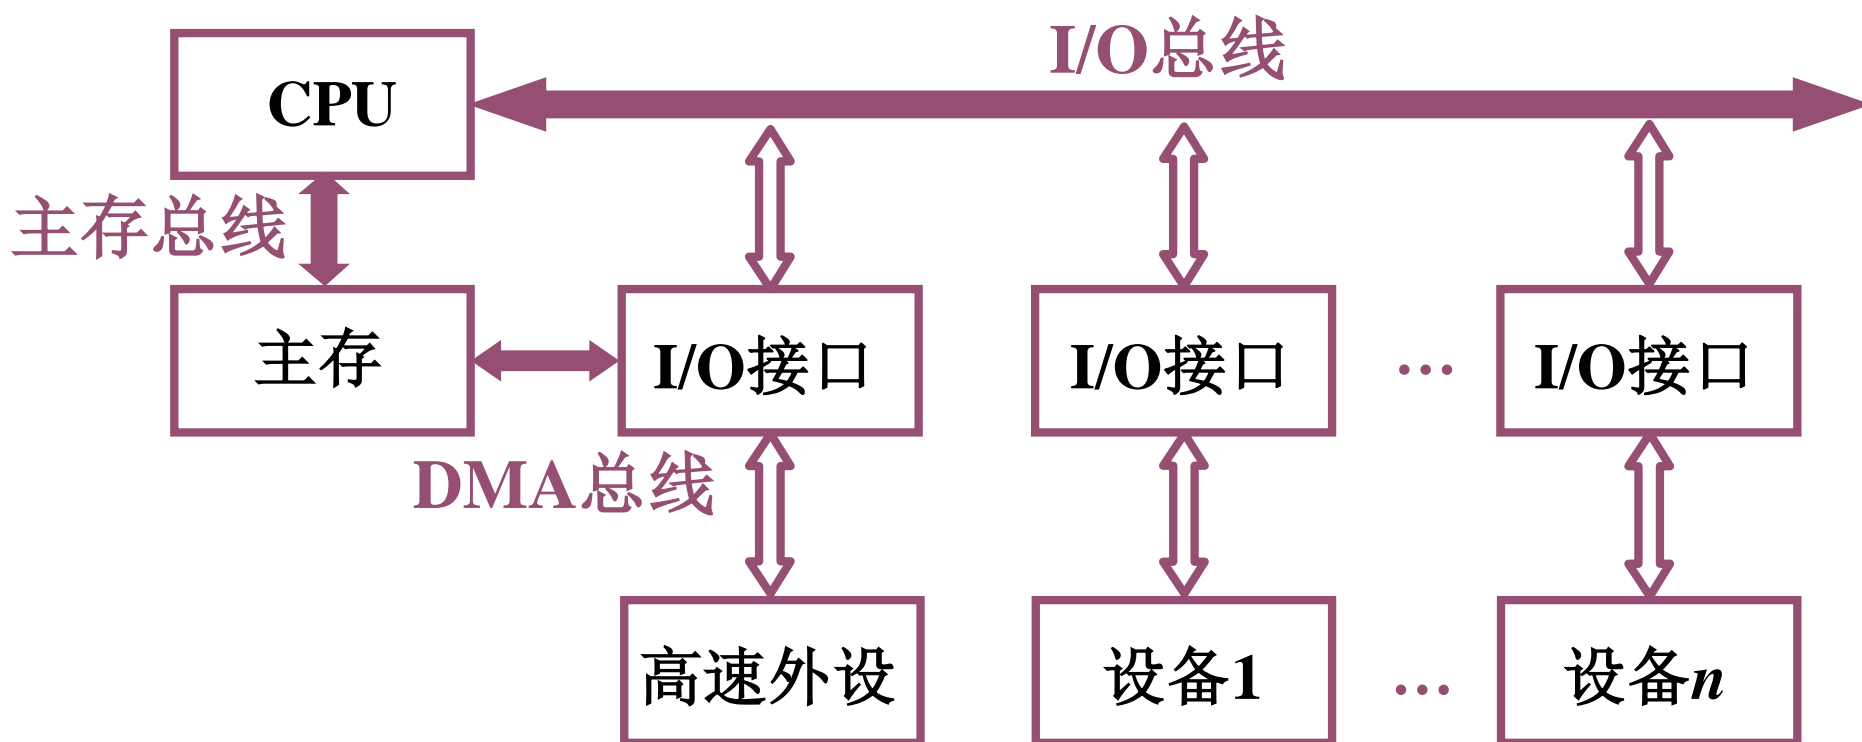 I/O总线
CPU
主存总线
主存
I/O接口
I/O接口
…
I/O接口
DMA总线
高速外设
设备1
…
设备n